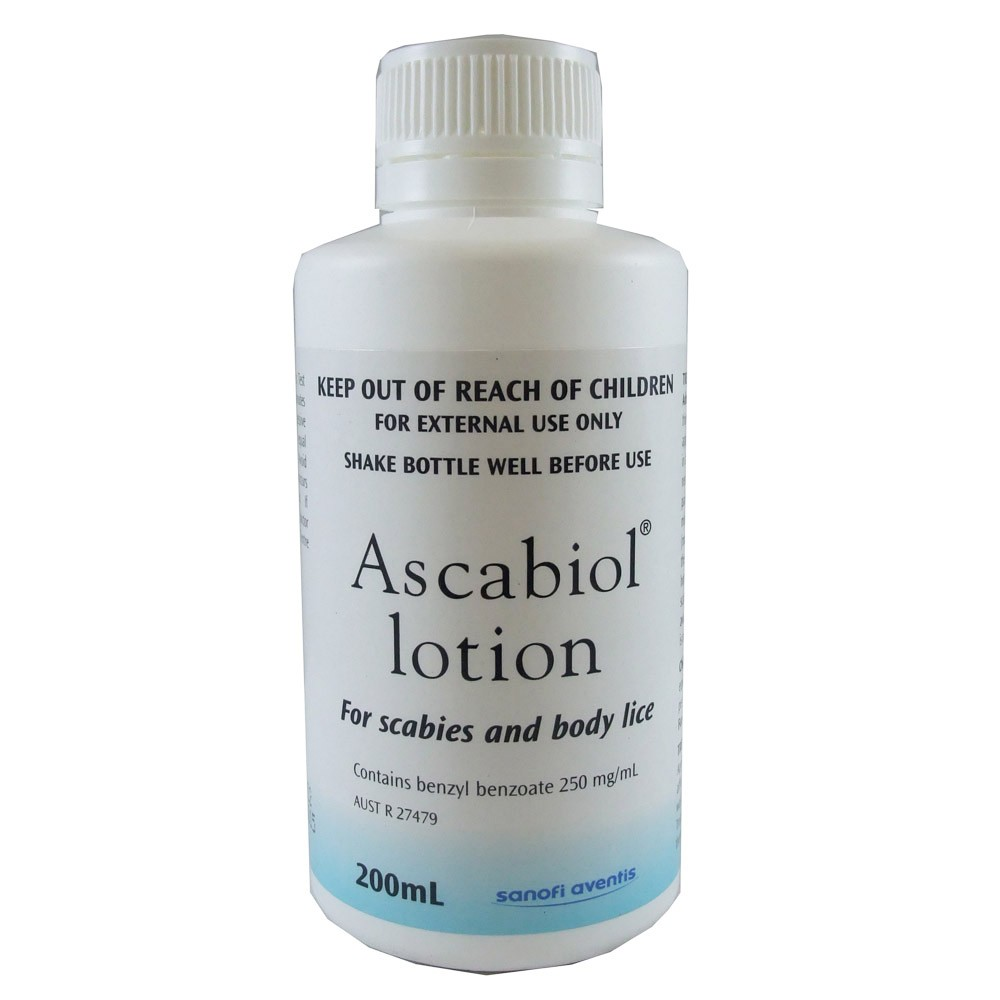 KEEP OUT OF REACH OF CHILDREN
FOR EXTERNAL USE ONLY
SHAKE BOTTLE WELL BEFORE USE
Ascabiol®
lotion
For scabies and body lice
Contains benzyl benzoate 250 mg/mL
AUST R 27479
200mL
sanofi aventis